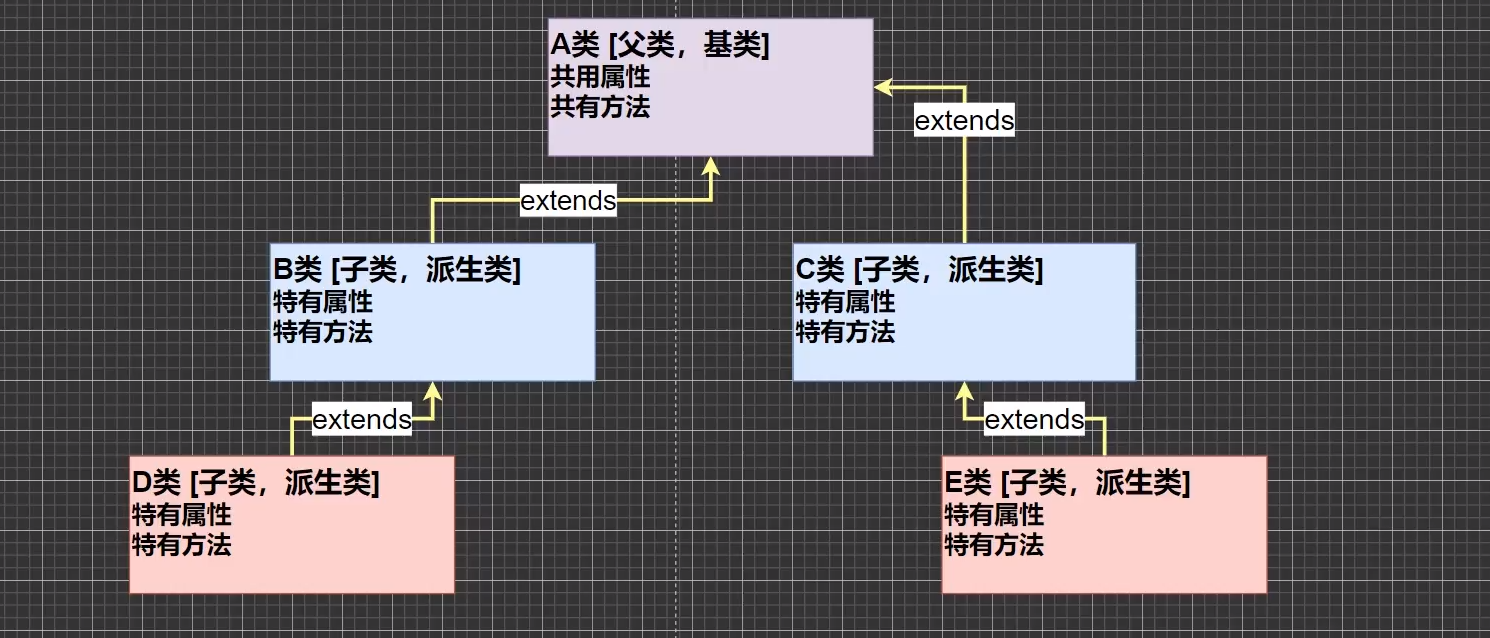 A类 [父类，基类]
共用属性
共有方法
extends
extends
B类 [子类，派生类]
特有属性
特有方法
C类 [子类，派生类]
特有属性
特有方法
extends
extends
D类 [子类，派生类]
特有属性
特有方法
E类 [子类，派生类]
特有属性
特有方法